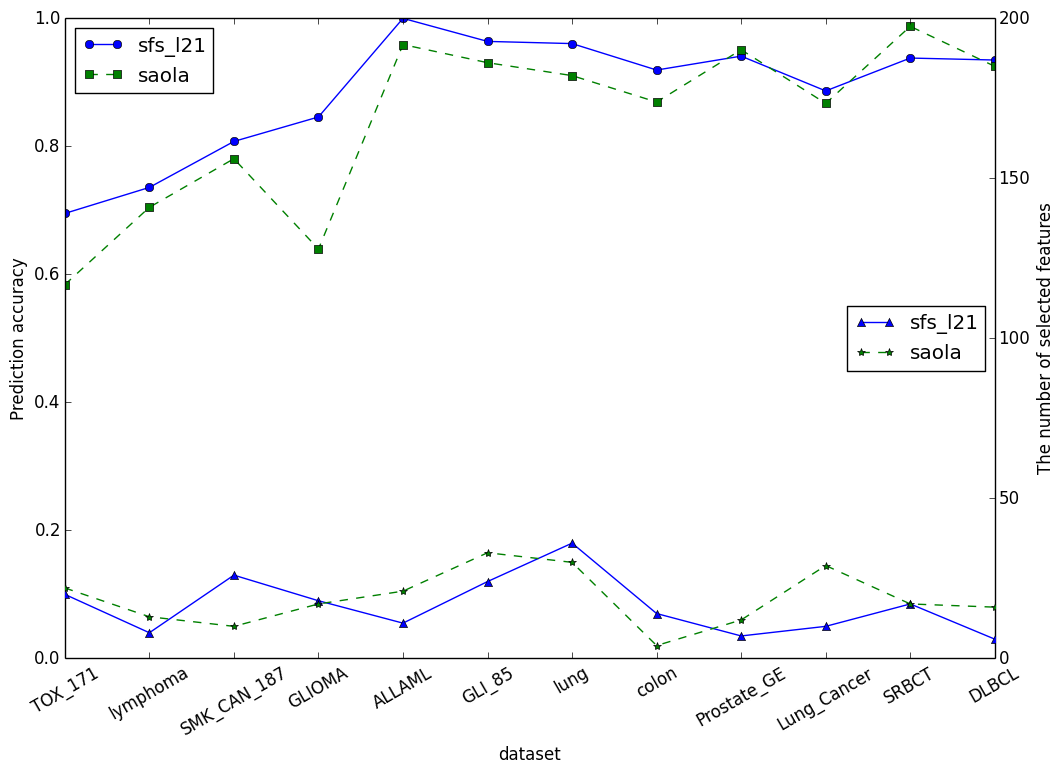 sfs_l21
saola
sfs_l21
saola
1.0
0.8
0.6
0.4
0.2
0.0
Prediction accuracy
200
150
100
50
0
The number of selected features
TOX_171
lymphoma
SMK_CAN_187
GLIOMA
ALLAML
GLI_85
lung
colon
Prostate_GE
Lung_Cancer
SRBCT
DLBCL
dataset